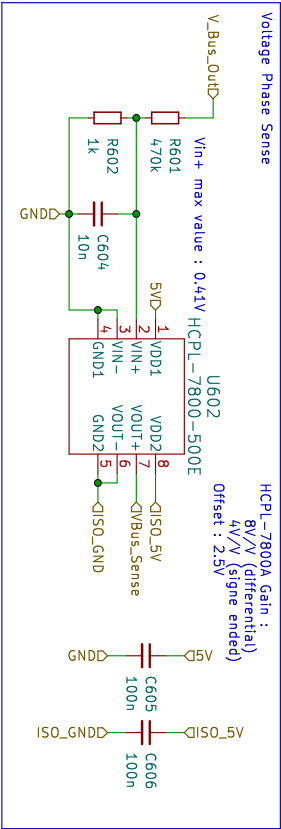 Voltage Phase Sense
V_Bus_Out
R601
470k
R602
1k
Vin+ max value : 0.41V
GND
C604
10n
5V
U602
HCPL-7800-500E
1
VDD1
2
VIN+
3
VIN-
4
GND1
8
VDD2
7
VOUT+
6
VOUT-
5
GND2
ISO_5V
VBus_Sense
ISO_GND
HCPL-7800A Gain :
8V/V (differential)
4V/V (signe ended)
Offset : 2.5V
5V
GND
C605
100n
ISO_5V
ISO_GND
C606
100n